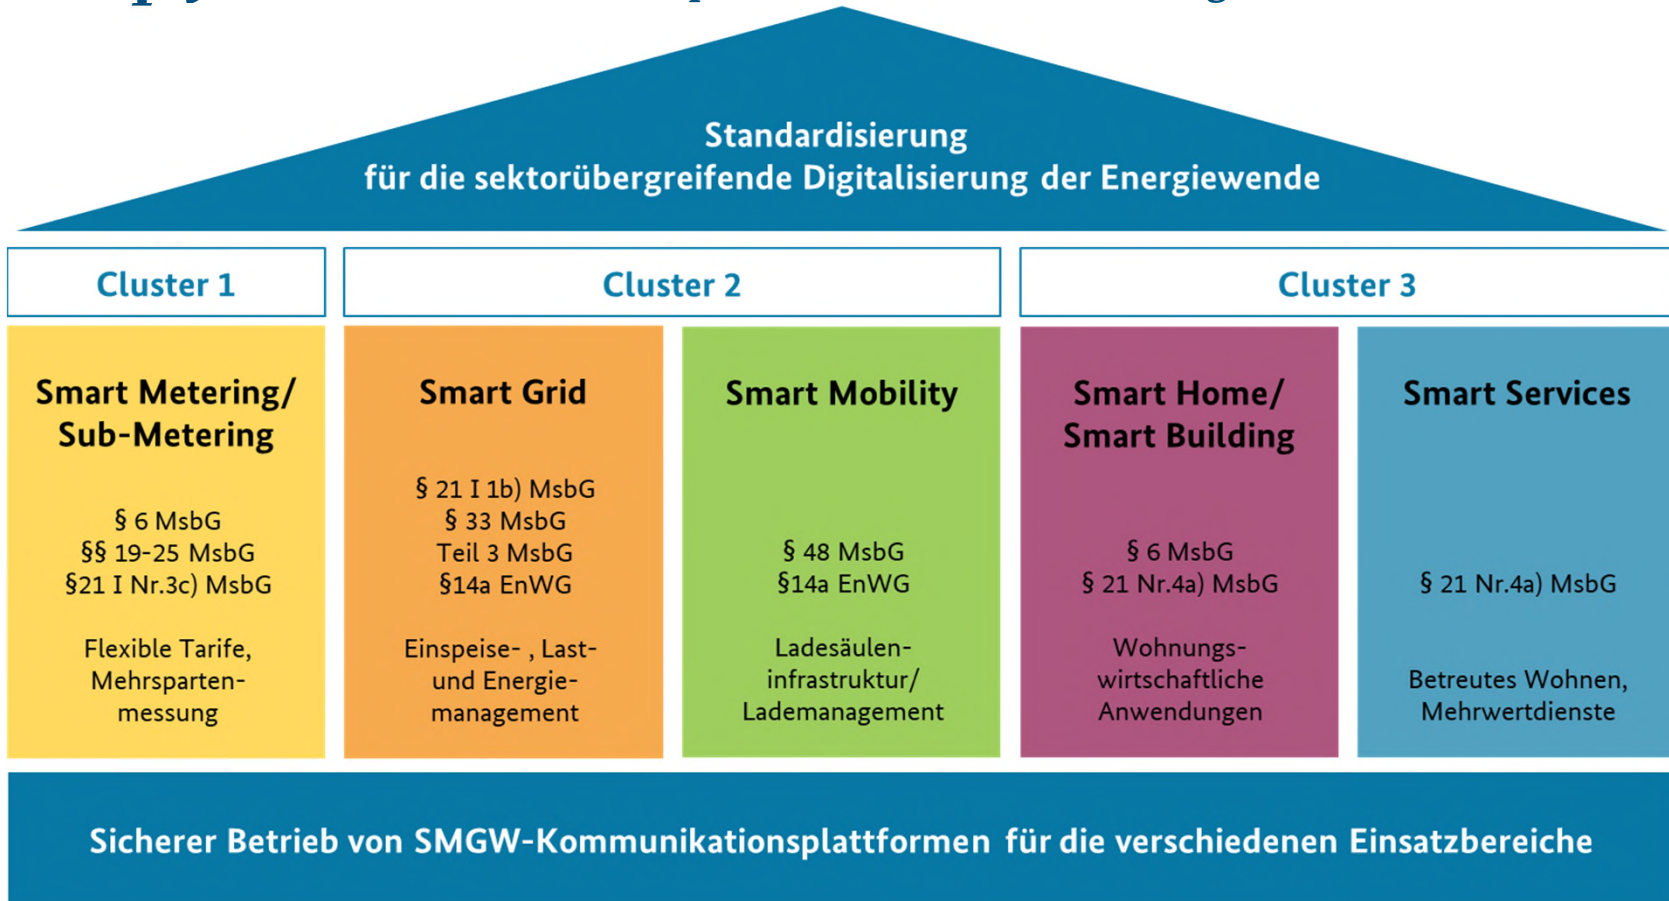 Standardisierung
für die sektorübergreifende Digitalisierung der Energiewende
Cluster 1
Cluster 2
Cluster 3
Smart Metering/
Sub-Metering
§ 6 MsbG
§§ 19-25 MsbG
§21 I Nr.3c) MsbG
Flexible Tarife,
Mehrsparten-
messung
Smart Grid
§ 21 I 1b) MsbG
§ 33 MsbG
Teil 3 MsbG
§14a EnWG
Einspeise- , Last-
und Energie-
management
Smart Mobility
§ 48 MsbG
§14a EnWG
Ladesäulen-
infrastruktur/
Lademanagement
Smart Home/
Smart Building
§ 6 MsbG
§ 21 Nr.4a) MsbG
Wohnungs-
wirtschaftliche
Anwendungen
Smart Services
§ 21 Nr.4a) MsbG
Betreutes Wohnen,
Mehrwertdienste
Sicherer Betrieb von SMGW-Kommunikationsplattformen für die verschiedenen Einsatzbereiche